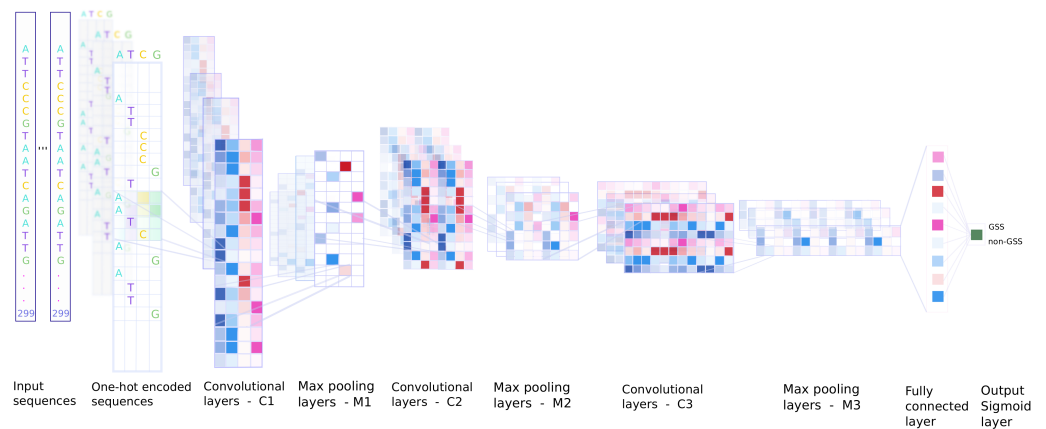 A T C G
A T C G
A T C G
A A
T T
T T
C C
C C
C C
G G
T T
A A
A A
T T
C C
A A
G G
A A
T T
T T
G G
. .
. .
. .
299 299
...
A
T
T
C
C
C
G
T
A
A
T
C
A
G
A
T
T
G
GSS
non-GSS
Input
sequences
One-hot encoded
sequences
Convolutional
layers - C1
Max pooling
layers - M1
Convolutional
layers - C2
Max pooling
layers - M2
Convolutional
layers - C3
Max pooling
layers - M3
Fully
connected
layer
Output
Sigmoid
layer